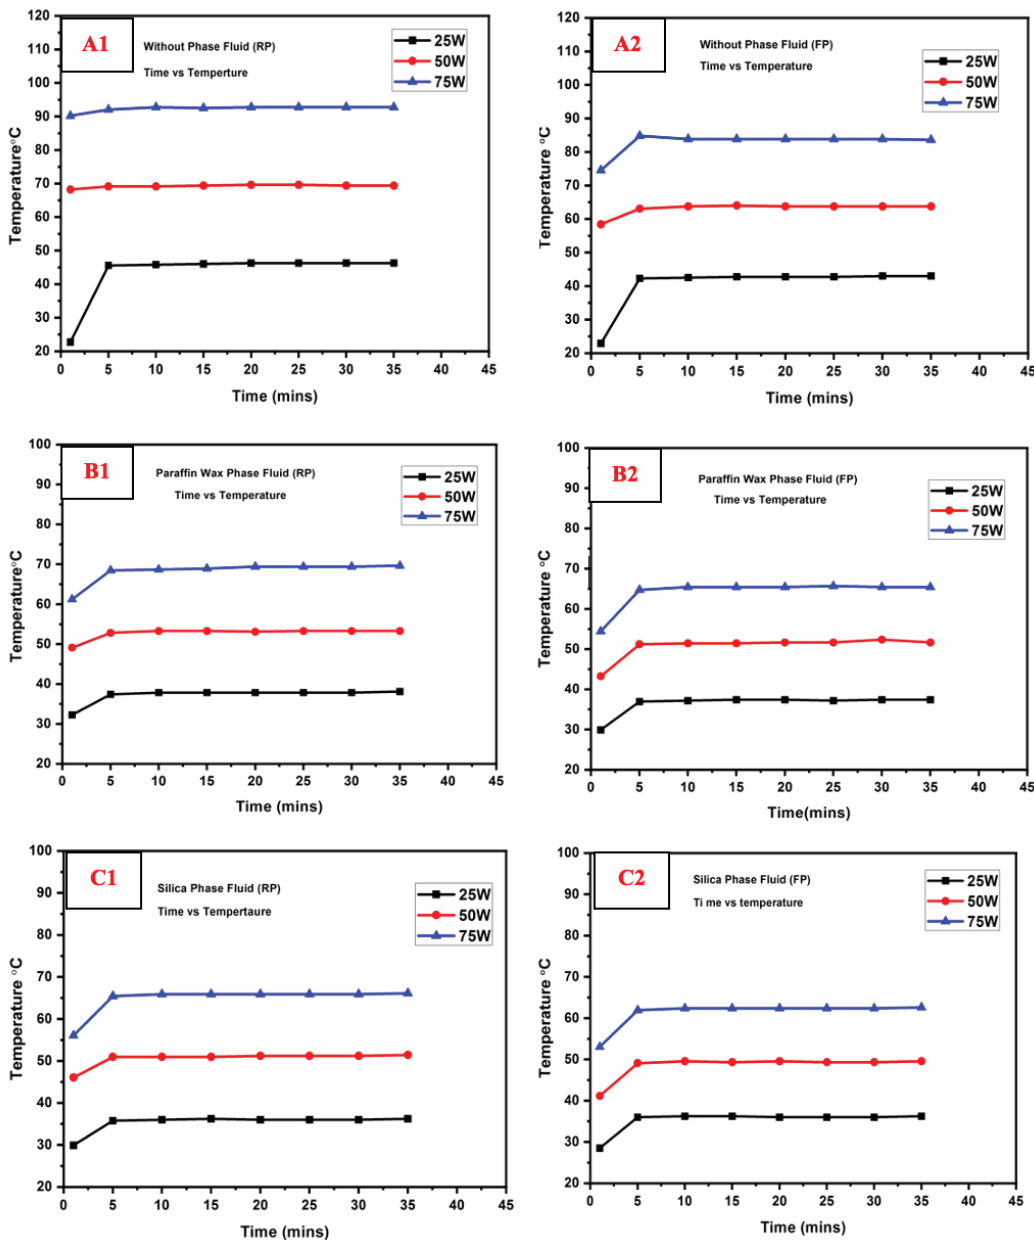 A1
Without Phase Fluid (RP)
Time vs Temperture
25W
50W
75W
Temperature°C
120
110
100
90
80
70
60
50
40
30
20
0 5 10 15 20 25 30 35 40 45
Time (mins)
A2
Without Phase Fluid (FP)
Time vs Temperature
25W
50W
75W
Temperature °C
120
110
100
90
80
70
60
50
40
30
20
0 5 10 15 20 25 30 35 40 45
Time (mins)
B1
Paraffin Wax Phase Fluid (RP)
Time vs Temperature
25W
50W
75W
Temperature°C
100
90
80
70
60
50
40
30
20
0 5 10 15 20 25 30 35 40 45
Time (mins)
B2
Paraffin Wax Phase Fluid (FP)
Time vs Temperature
25W
50W
75W
Temperature °C
100
90
80
70
60
50
40
30
20
0 5 10 15 20 25 30 35 40 45
Time(mins)
C1
Silica Phase Fluid (RP)
Time vs Tempertaure
25W
50W
75W
Temperature °C
100
90
80
70
60
50
40
30
20
0 5 10 15 20 25 30 35 40 45
Time (mins)
C2
Silica Phase Fluid (FP)
Ti me vs temperature
25W
50W
75W
Temperature °C
100
90
80
70
60
50
40
30
20
0 5 10 15 20 25 30 35 40 45
Time (mins)